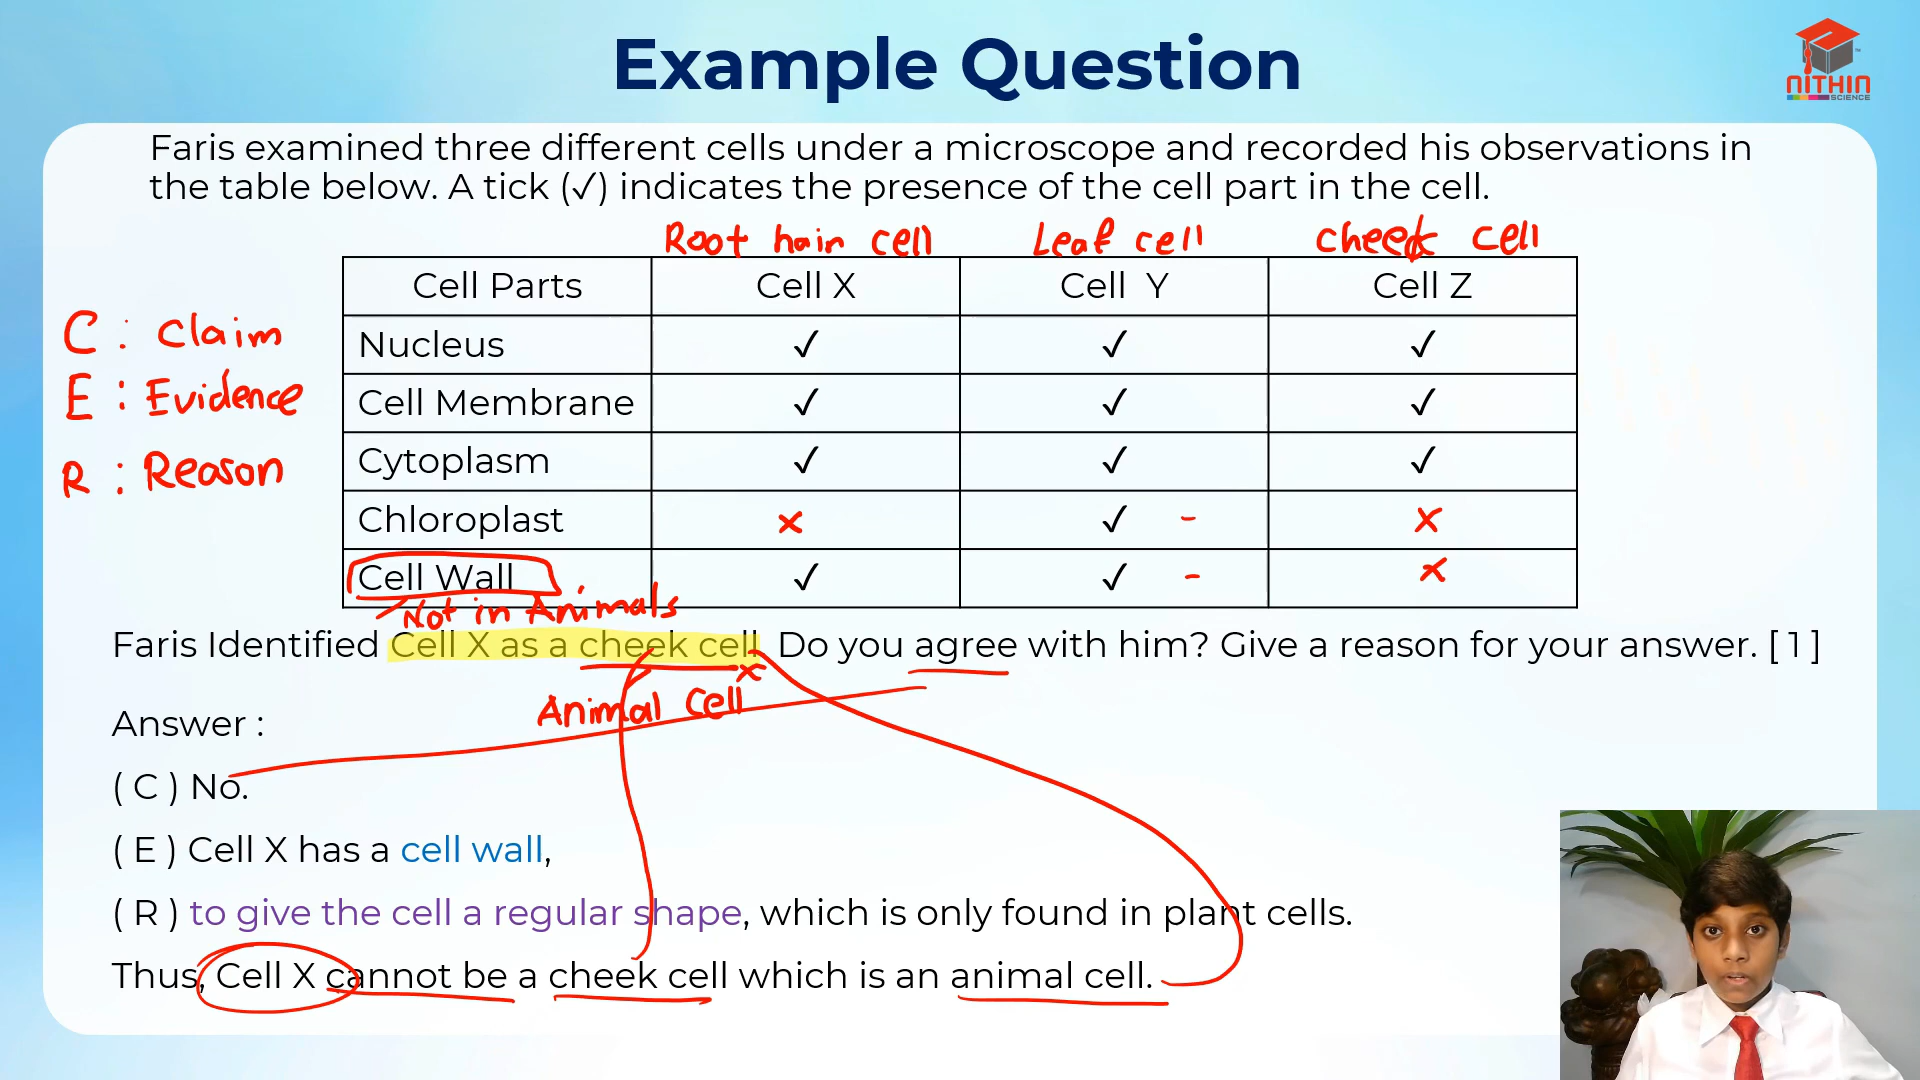 Example Question
NITHIN
SCIENCE
Faris examined three different cells under a microscope and recorded his observations in
the table below. A tick (✓) indicates the presence of the cell part in the cell.
Root hair cell Leaf cell cheek cell
Cell Parts Cell X Cell Y Cell Z
C : Claim
Nucleus ✓ ✓ ✓
E : Evidence
Cell Membrane ✓ ✓ ✓
R : Reason
Cytoplasm ✓ ✓ ✓
Chloroplast x ✓ - x
Cell Wall ✓ ✓ - x
Not in Animals
Faris Identified Cell X as a cheek cell. Do you agree with him? Give a reason for your answer. [ 1 ]
x
Animal Cell
Answer :
( C ) No.
( E ) Cell X has a cell wall,
( R ) to give the cell a regular shape, which is only found in plant cells.
Thus, Cell X cannot be a cheek cell which is an animal cell.